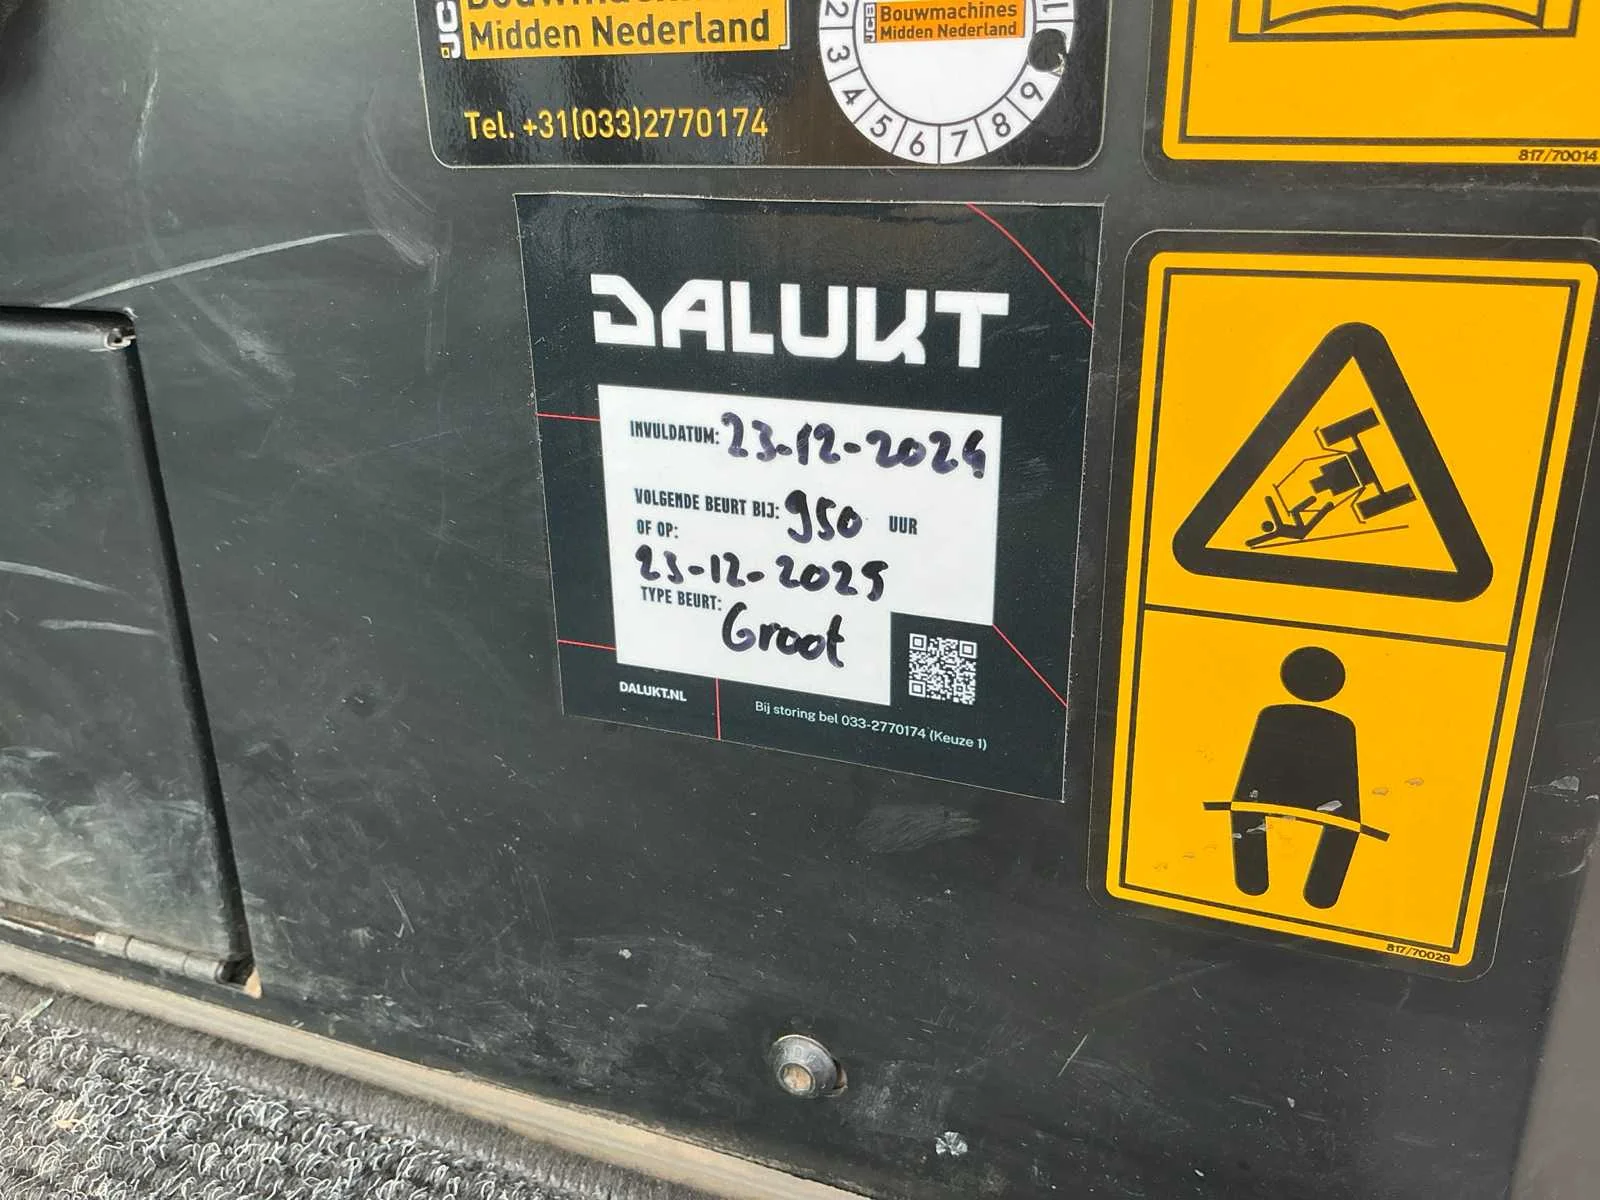 JCB
Midden Nederland
Tel. +31(033)2770174
JCB Bouwmachines
Midden Nederland
2 3 4 5 6 7 8 9
817/70014
DALUKT
INVULDATUM: 23-12-2024
VOLGENDE BEURT BIJ: 950 UUR
OF OP:
23-12-2025
TYPE BEURT:
Groot
DALUKT.NL
Bij storing bel 033-2770174 (Keuze 1)
817/70029